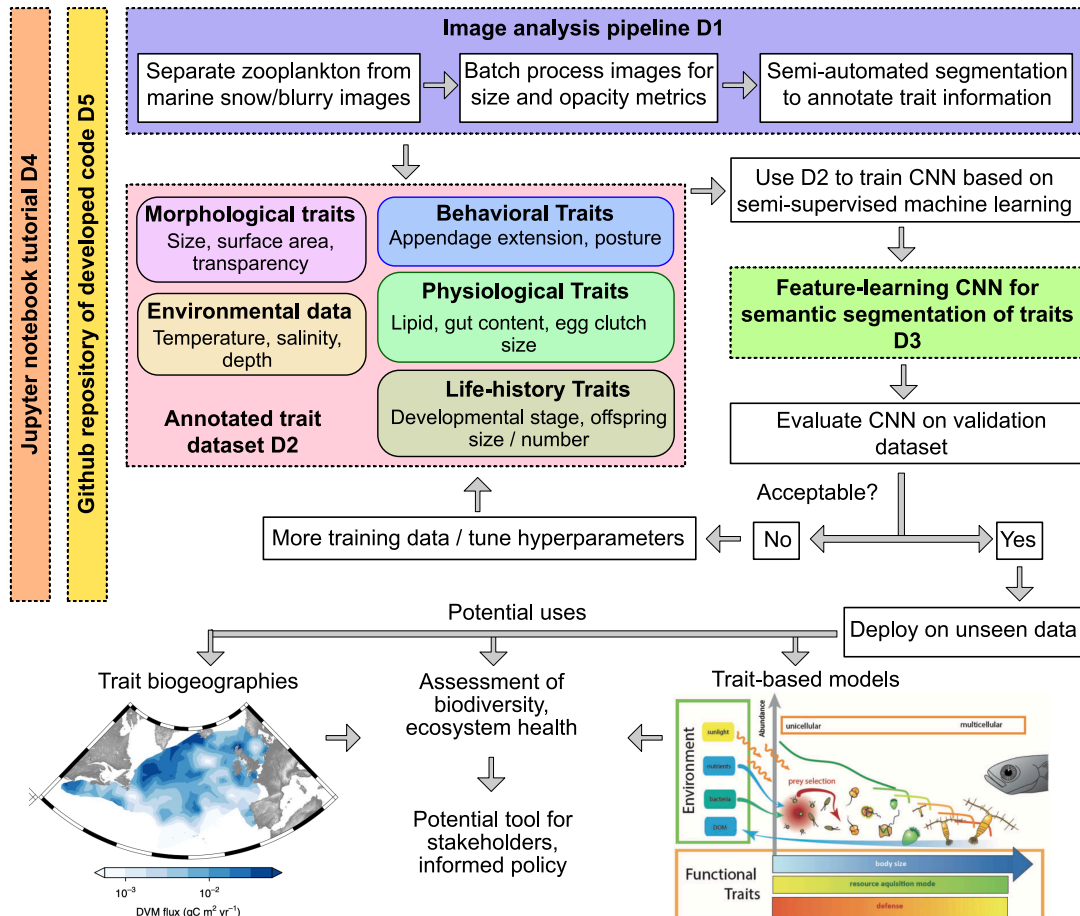 Jupyter notebook tutorial D4
Github repository of developed code D5
Image analysis pipeline D1
Separate zooplankton from
marine snow/blurry images
Batch process images for
size and opacity metrics
Semi-automated segmentation
to annotate trait information
Morphological traits
Size, surface area,
transparency
Behavioral Traits
Appendage extension, posture
Environmental data
Temperature, salinity,
depth
Physiological Traits
Lipid, gut content, egg clutch
size
Life-history Traits
Developmental stage, offspring
size / number
Annotated trait
dataset D2
Use D2 to train CNN based on
semi-supervised machine learning
Feature-learning CNN for
semantic segmentation of traits
D3
Evaluate CNN on validation
dataset
Acceptable?
More training data / tune hyperparameters
No
Yes
Deploy on unseen data
Potential uses
Trait biogeographies
10⁻³
10⁻²
DVM flux (gC m² yr⁻¹)
Assessment of
biodiversity,
ecosystem health
Potential tool for
stakeholders,
informed policy
Trait-based models
Environment
sunlight
nutrients
bacteria
DOM
Abundance
unicellular
multicellular
prey selection
Functional
Traits
body size
resource aquisition mode
defense